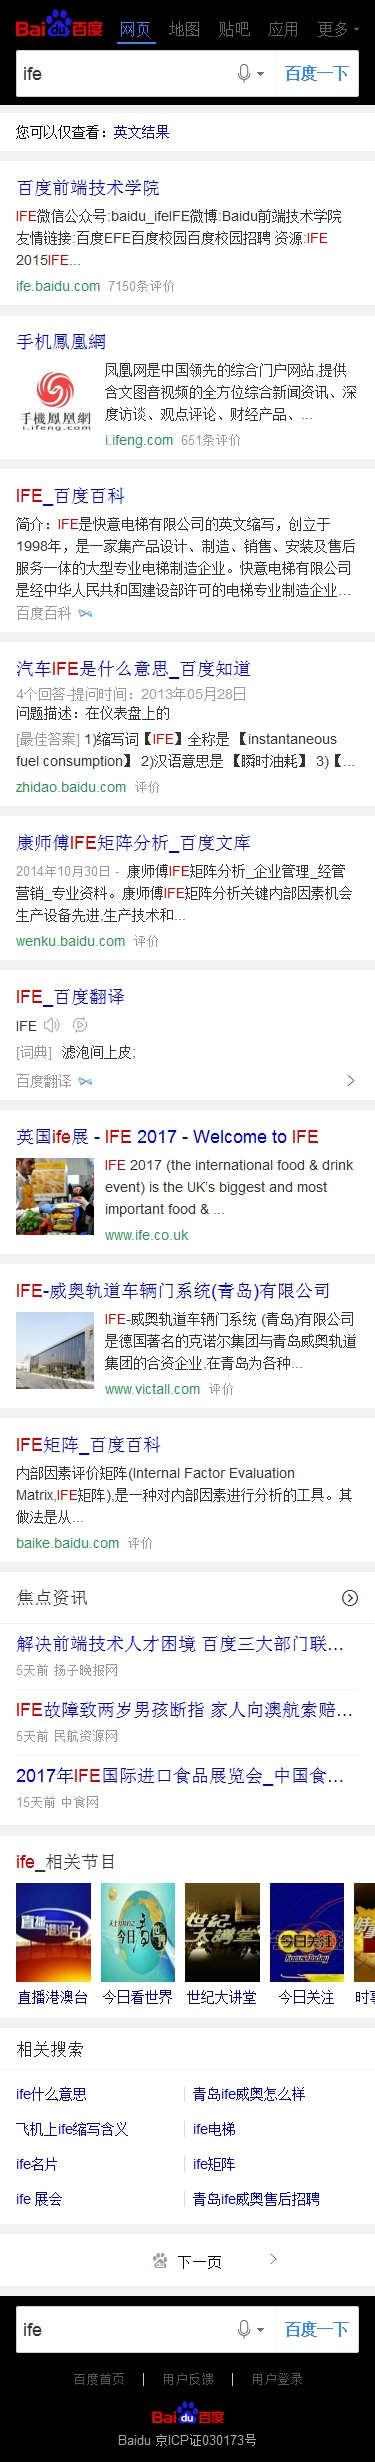 Bai du 百度 网页 地图 贴吧 应用 更多
ife 百度一下
您可以仅查看：英文结果
百度前端技术学院
IFE微信公众号:baidu_ifeIFE微博:Baidu前端技术学院
友情链接:百度EFE百度校园百度校园招聘 资源:IFE
2015IFE...
ife.baidu.com 7150条评价
手机鳳凰網
凤凰网是中国领先的综合门户网站,提供
含文图音视频的全方位综合新闻资讯、深
度访谈、观点评论、财经产品、...
手機鳳凰網
i.ifeng.com
i.ifeng.com 651条评价
IFE_百度百科
简介：IFE是快意电梯有限公司的英文缩写，创立于
1998年，是一家集产品设计、制造、销售、安装及售后
服务一体的大型专业电梯制造企业。快意电梯有限公司
是经中华人民共和国建设部许可的电梯专业制造企业...
百度百科
汽车IFE是什么意思_百度知道
4个回答-提问时间：2013年05月28日
问题描述：在仪表盘上的
[最佳答案] 1)缩写词【IFE】全称是 【instantaneous
fuel consumption】 2)汉语意思是 【瞬时油耗】 3)【...
zhidao.baidu.com 评价
康师傅IFE矩阵分析_百度文库
2014年10月30日 - 康师傅IFE矩阵分析_企业管理_经管
营销_专业资料。康师傅IFE矩阵分析关键内部因素机会
生产设备先进,生产技术和...
wenku.baidu.com 评价
IFE_百度翻译
IFE
[词典] 滤泡间上皮;
百度翻译
英国ife展 - IFE 2017 - Welcome to IFE
IFE 2017 (the international food & drink
event) is the UK's biggest and most
important food & ...
www.ife.co.uk
IFE-威奥轨道车辆门系统(青岛)有限公司
IFE-威奥轨道车辆门系统 (青岛)有限公司
是德国著名的克诺尔集团与青岛威奥轨道
集团的合资企业,在青岛为各种...
www.victall.com 评价
IFE矩阵_百度百科
内部因素评价矩阵(Internal Factor Evaluation
Matrix,IFE矩阵),是一种对内部因素进行分析的工具。其
做法是从...
baike.baidu.com 评价
焦点资讯
解决前端技术人才困境 百度三大部门联...
5天前 扬子晚报网
IFE故障致两岁男孩断指 家人向澳航索赔...
5天前 民航资源网
2017年IFE国际进口食品展览会_中国食...
15天前 中食网
ife_相关节目
直播港澳台 今日看世界 世纪大讲堂 今日关注 时事
相关搜索
ife什么意思 青岛ife威奥怎么样
飞机上ife缩写含义 ife电梯
ife名片 ife矩阵
ife 展会 青岛ife威奥售后招聘
下一页
ife 百度一下
百度首页 | 用户反馈 | 用户登录
Bai du 百度
Baidu 京ICP证030173号